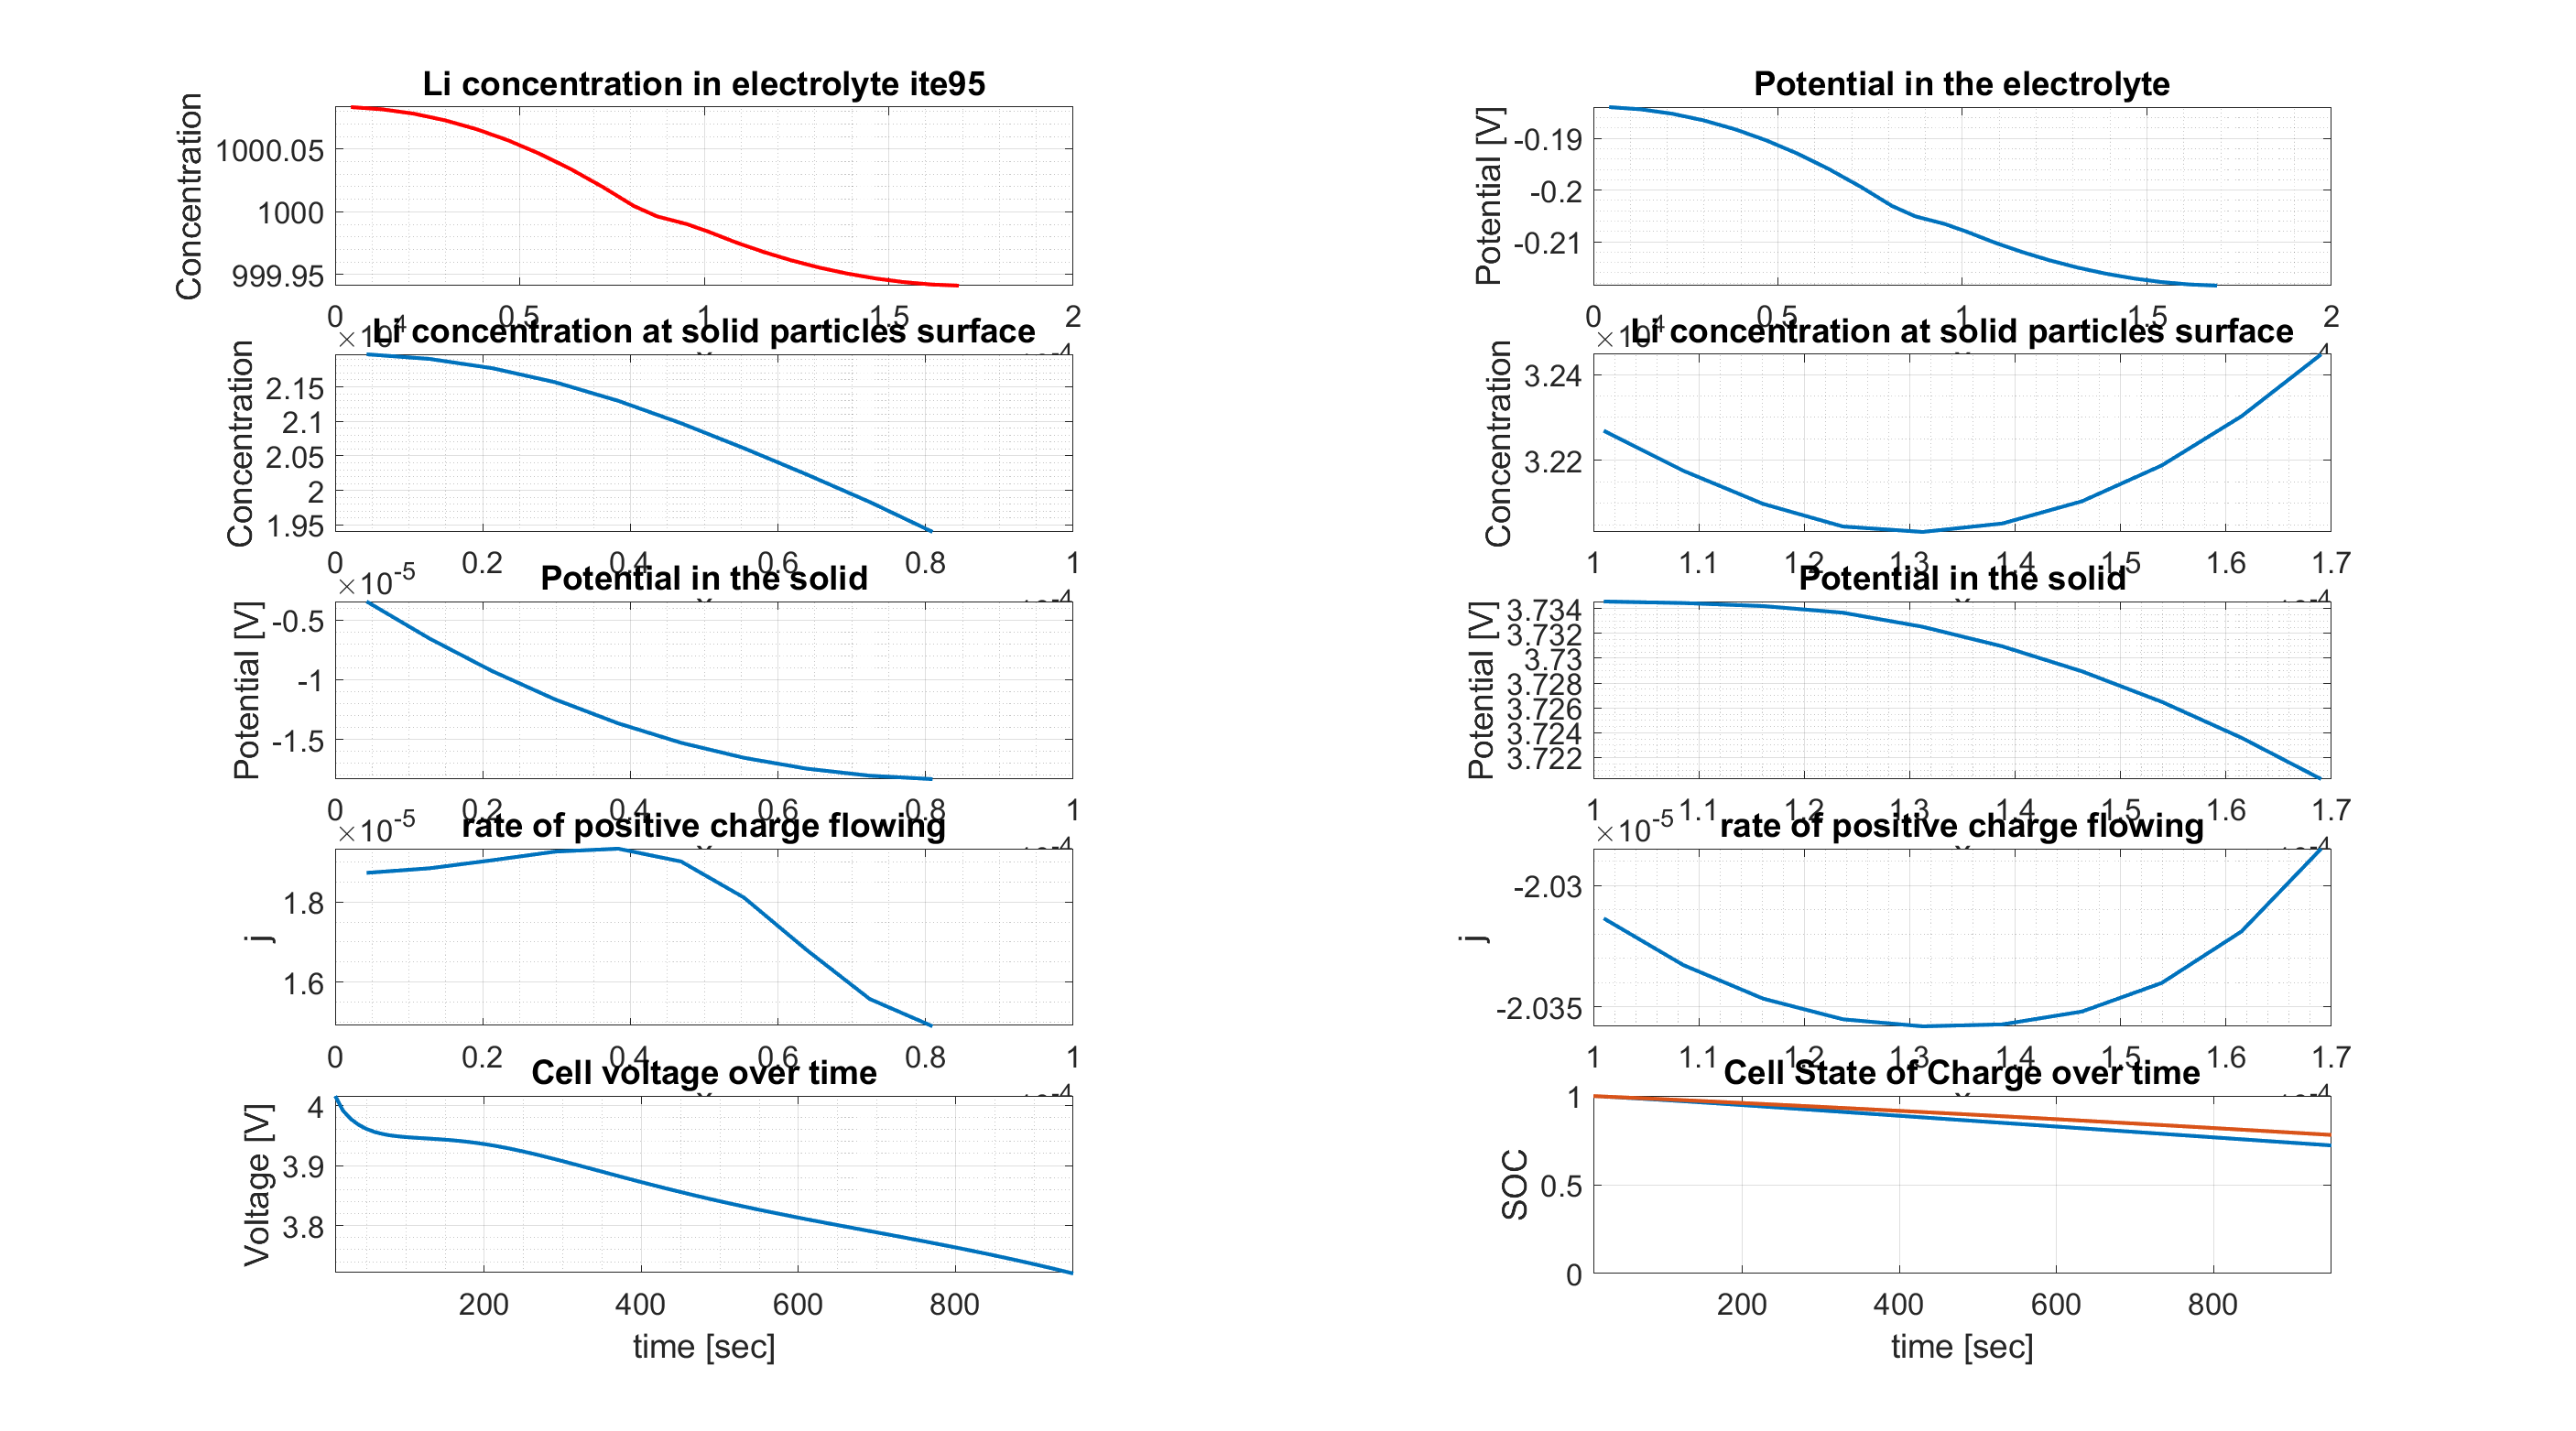 Li concentration in electrolyte ite95
Concentration
1000.05
1000
999.95
0 0.5 1 1.5 2
Potential in the electrolyte
Potential [V]
-0.19
-0.2
-0.21
0 0.5 1 1.5 2
×10^4
Li concentration at solid particles surface
Concentration
2.15
2.1
2.05
2
1.95
0 0.2 0.4 0.6 0.8 1
×10^4
Li concentration at solid particles surface
Concentration
3.24
3.22
1 1.1 1.2 1.3 1.4 1.5 1.6 1.7
×10^-5
Potential in the solid
Potential [V]
-0.5
-1
-1.5
0 0.2 0.4 0.6 0.8 1
Potential in the solid
Potential [V]
3.734
3.732
3.73
3.728
3.726
3.724
3.722
1 1.1 1.2 1.3 1.4 1.5 1.6 1.7
×10^-5
rate of positive charge flowing
j
1.8
1.6
0 0.2 0.4 0.6 0.8 1
×10^-5
rate of positive charge flowing
j
-2.03
-2.035
1 1.1 1.2 1.3 1.4 1.5 1.6 1.7
Cell voltage over time
Voltage [V]
4
3.9
3.8
200 400 600 800
time [sec]
Cell State of Charge over time
SOC
1
0.5
0
200 400 600 800
time [sec]